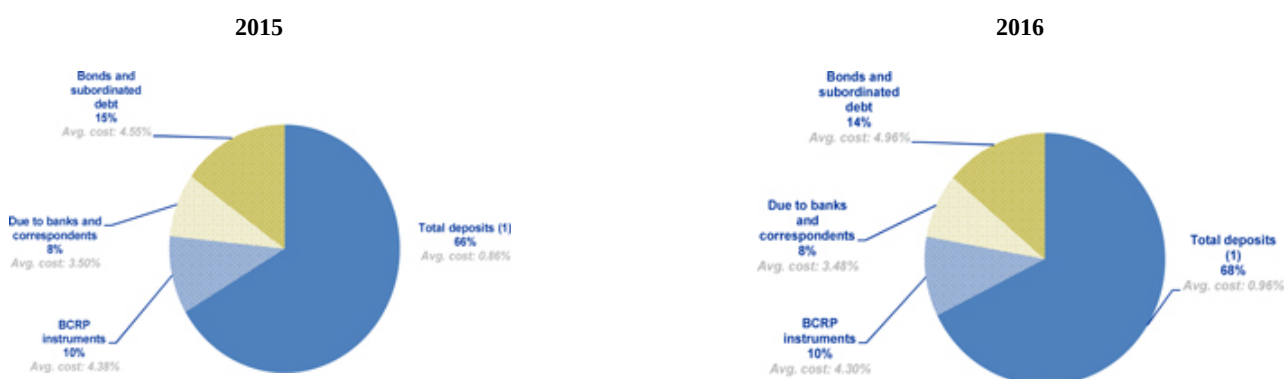 2015
Bonds and
subordinated
debt
15%
Avg. cost: 4.55%
Due to banks and
correspondents
8%
Avg. cost: 3.50%
BCRP
instruments
10%
Avg. cost: 4.38%
Total deposits (1)
66%
Avg. cost: 0.86%
2016
Bonds and
subordinated
debt
14%
Avg. cost: 4.96%
Due to banks
and
correspondents
8%
Avg. cost: 3.48%
BCRP
instruments
10%
Avg. cost: 4.30%
Total deposits
(1)
68%
Avg. cost: 0.96%